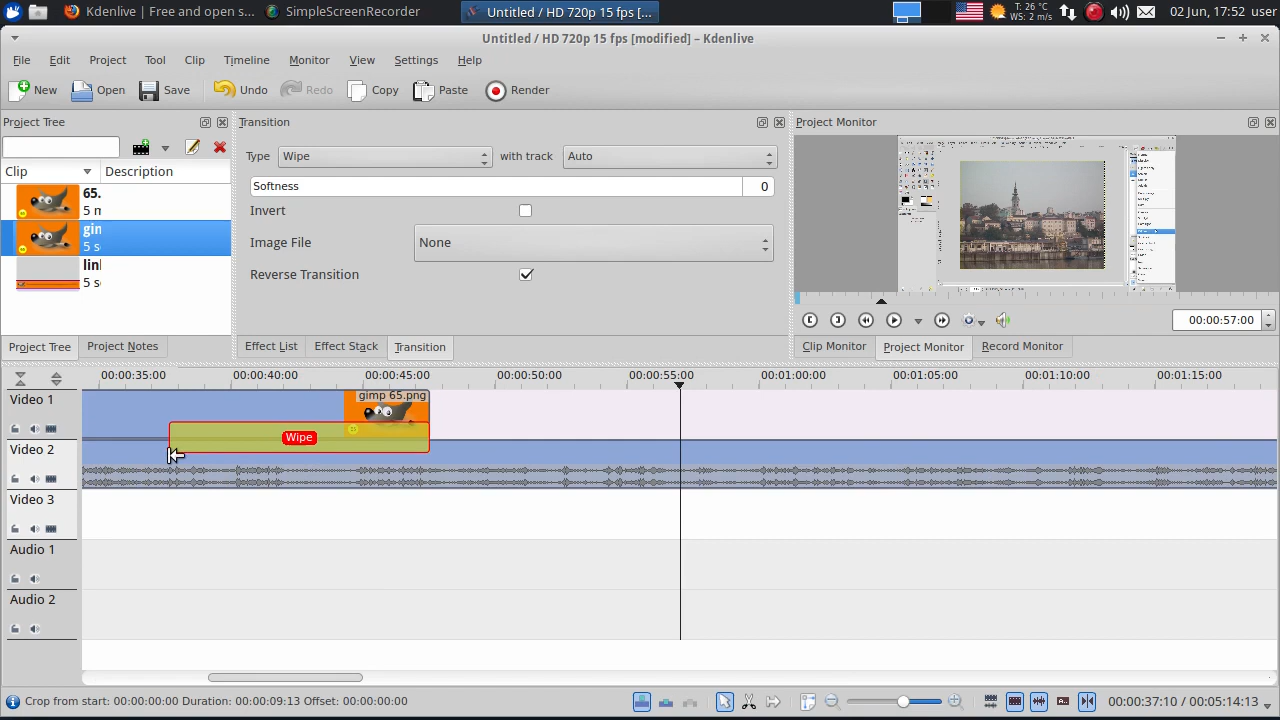 Kdenlive | Free and open s...
SimpleScreenRecorder
Untitled / HD 720p 15 fps [...
T: 26 °C
WS: 2 m/s
02 Jun, 17:52
user
Untitled / HD 720p 15 fps [modified] – Kdenlive
File Edit Project Tool Clip Timeline Monitor View Settings Help
New Open Save Undo Redo Copy Paste Render
Project Tree
Transition
Project Monitor
Clip Description
65.
5 m
gim
5 s
linl
5 s
Type Wipe with track Auto
Softness 0
Invert
Image File None
Reverse Transition
00:00:57:00
Project Tree Project Notes
Effect List Effect Stack Transition
Clip Monitor Project Monitor Record Monitor
00:00:35:00 00:00:40:00 00:00:45:00 00:00:50:00 00:00:55:00 00:01:00:00 00:01:05:00 00:01:10:00 00:01:15:00
Video 1
gimp 65.png
Wipe
Video 2
Video 3
Audio 1
Audio 2
Crop from start: 00:00:00:00 Duration: 00:00:09:13 Offset: 00:00:00:00
00:00:37:10 / 00:05:14:13